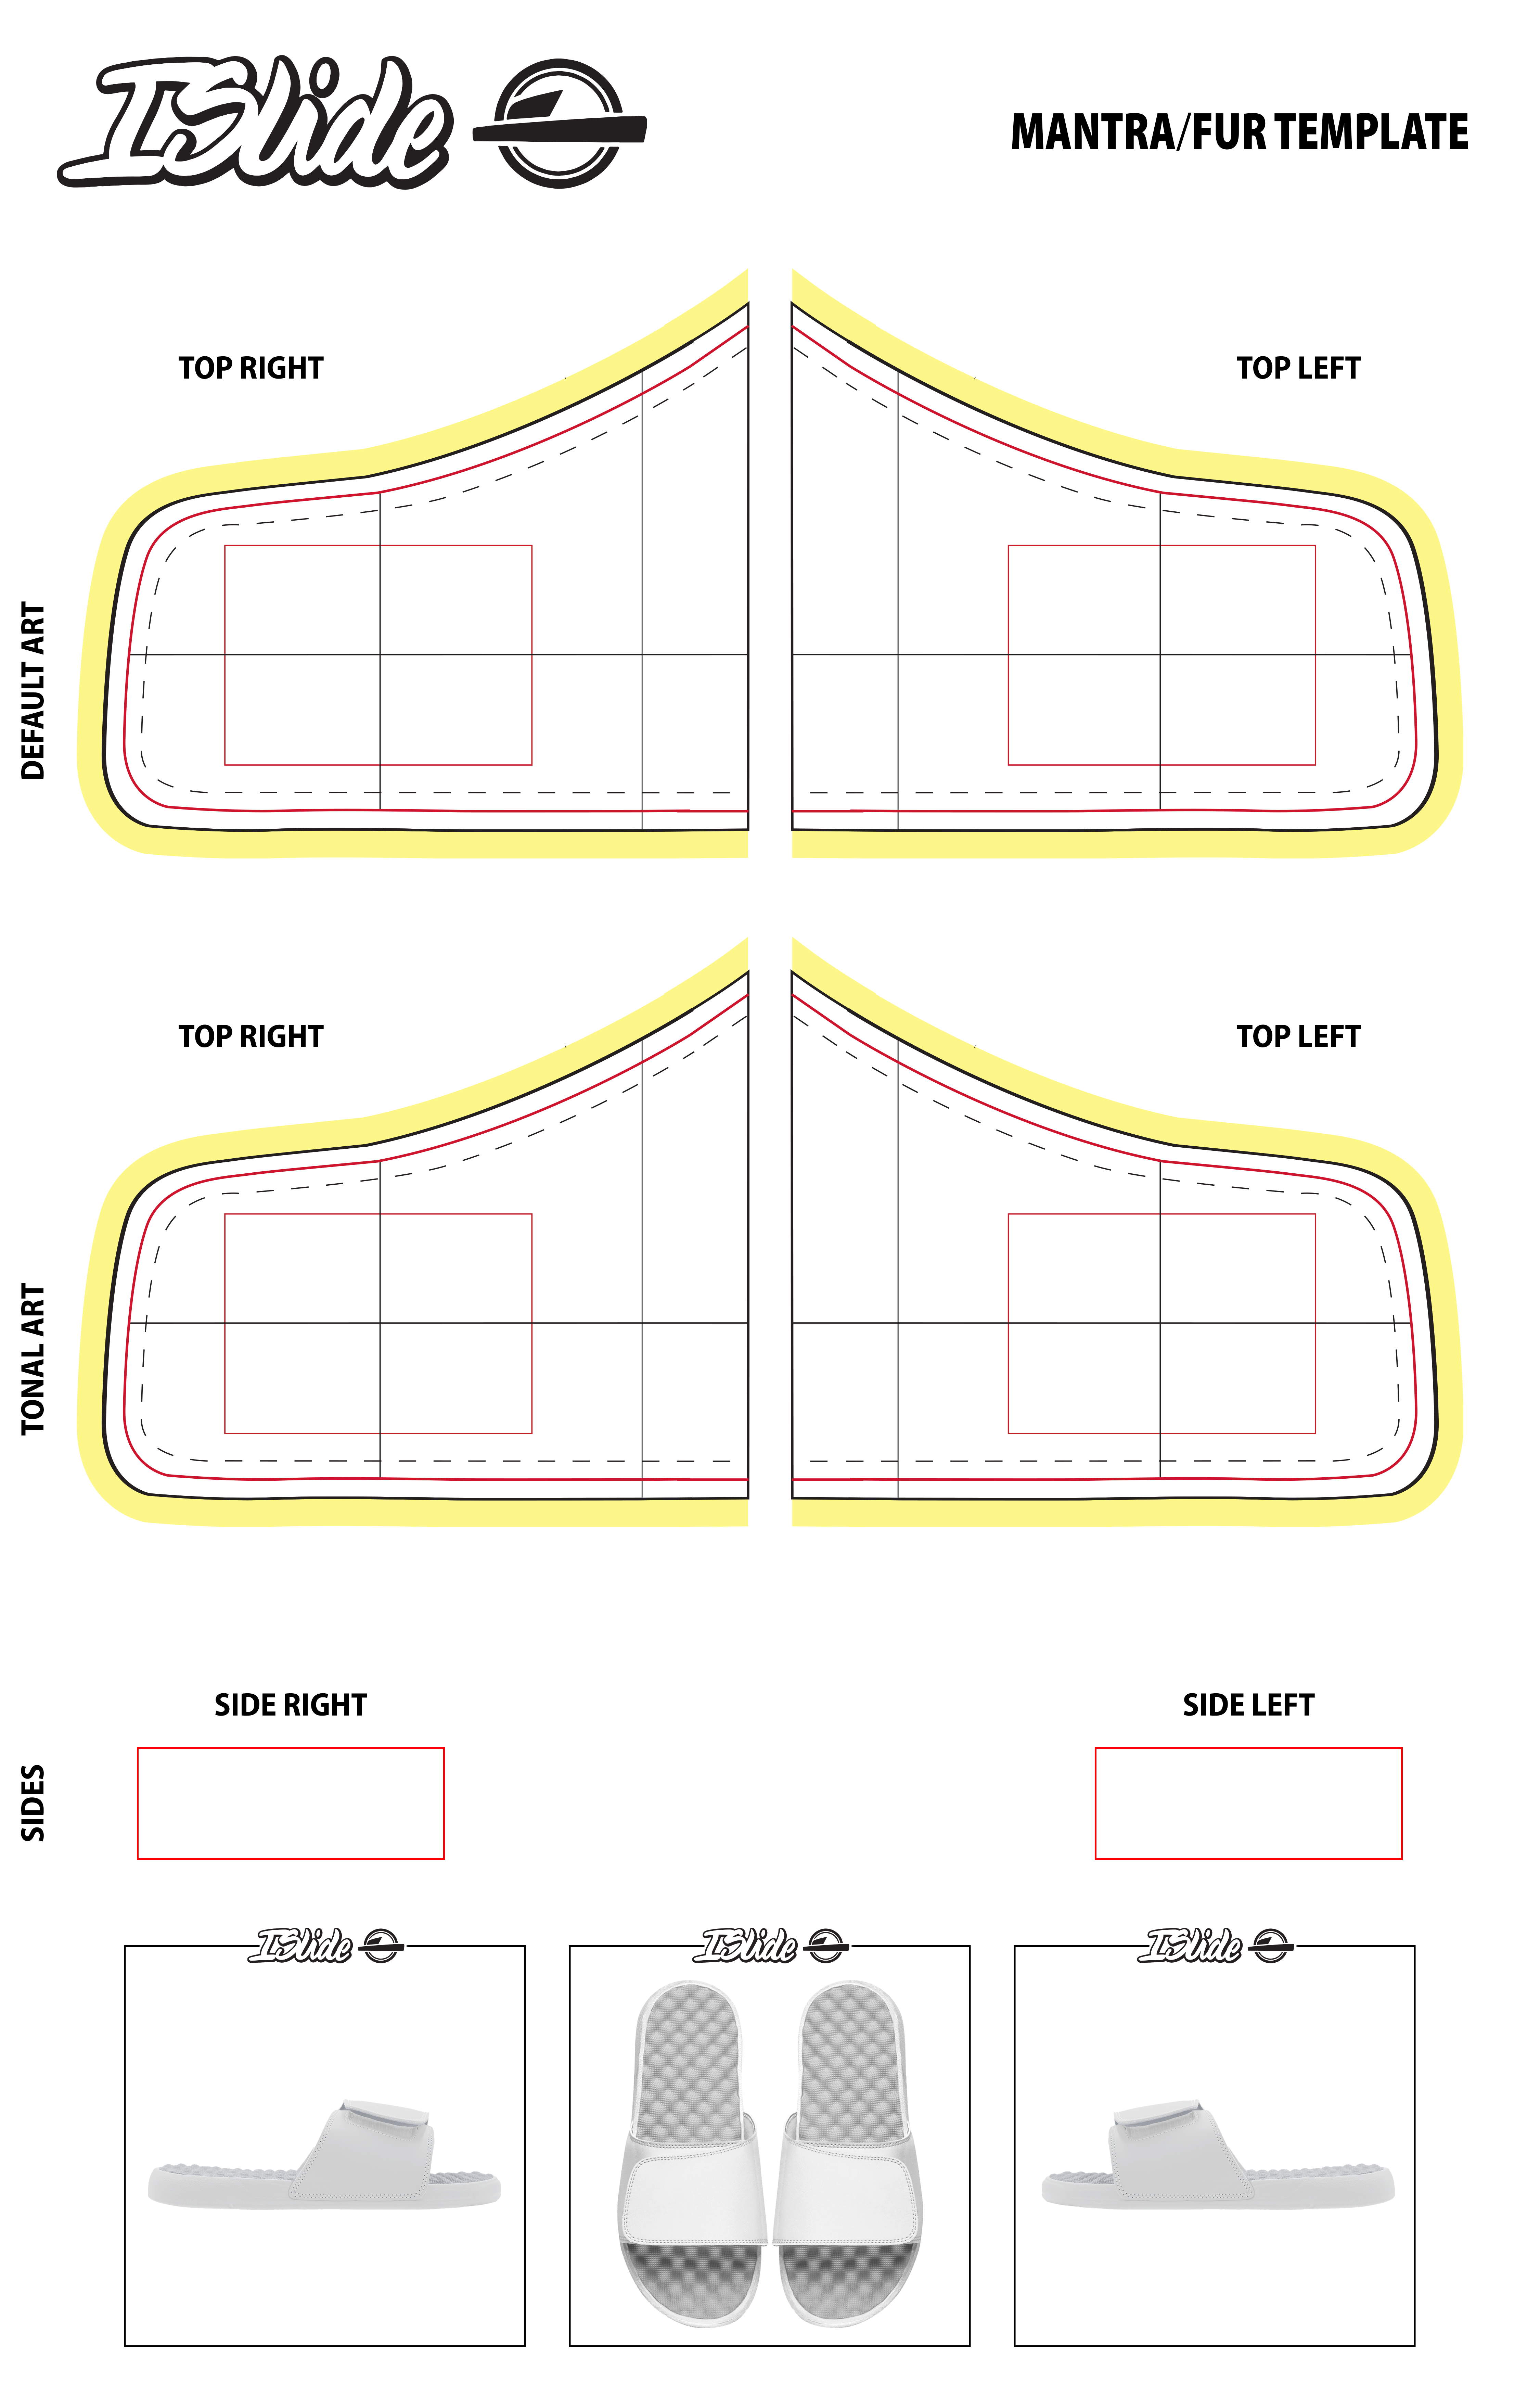 ISlide
MANTRA/FUR TEMPLATE
TOP RIGHT
TOP LEFT
DEFAULT ART
TOP RIGHT
TOP LEFT
TONAL ART
SIDE RIGHT
SIDE LEFT
SIDES
ISlide
ISlide
ISlide